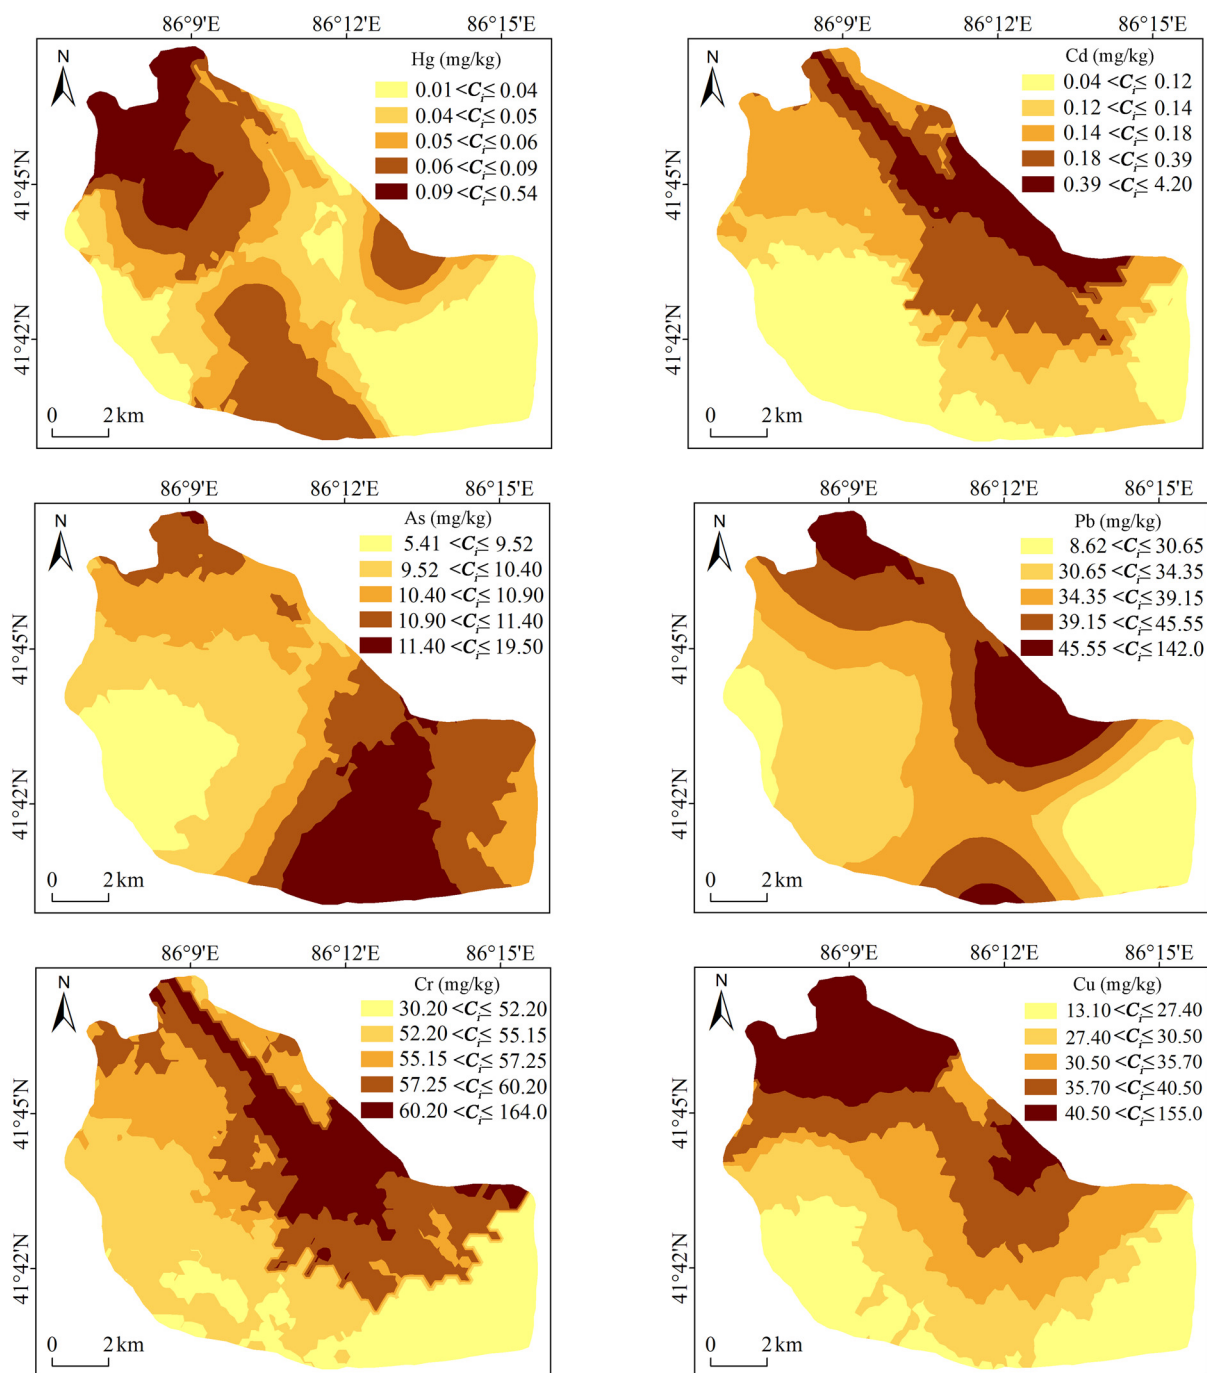 86°9'E 86°12'E 86°15'E
N
Hg (mg/kg)
0.01 <Ci≤ 0.04
0.04 <Ci≤ 0.05
0.05 <Ci≤ 0.06
0.06 <Ci≤ 0.09
0.09 <Ci≤ 0.54
41°45'N
41°42'N
0 2 km
86°9'E 86°12'E 86°15'E
N
Cd (mg/kg)
0.04 <Ci≤ 0.12
0.12 <Ci≤ 0.14
0.14 <Ci≤ 0.18
0.18 <Ci≤ 0.39
0.39 <Ci≤ 4.20
41°45'N
41°42'N
0 2 km
86°9'E 86°12'E 86°15'E
N
As (mg/kg)
5.41 <Ci≤ 9.52
9.52 <Ci≤ 10.40
10.40 <Ci≤ 10.90
10.90 <Ci≤ 11.40
11.40 <Ci≤ 19.50
41°45'N
41°42'N
0 2 km
86°9'E 86°12'E 86°15'E
N
Pb (mg/kg)
8.62 <Ci≤ 30.65
30.65 <Ci≤ 34.35
34.35 <Ci≤ 39.15
39.15 <Ci≤ 45.55
45.55 <Ci≤ 142.0
41°45'N
41°42'N
0 2 km
86°9'E 86°12'E 86°15'E
N
Cr (mg/kg)
30.20 <Ci≤ 52.20
52.20 <Ci≤ 55.15
55.15 <Ci≤ 57.25
57.25 <Ci≤ 60.20
60.20 <Ci≤ 164.0
41°45'N
41°42'N
0 2 km
86°9'E 86°12'E 86°15'E
N
Cu (mg/kg)
13.10 <Ci≤ 27.40
27.40 <Ci≤ 30.50
30.50 <Ci≤ 35.70
35.70 <Ci≤ 40.50
40.50 <Ci≤ 155.0
41°45'N
41°42'N
0 2 km